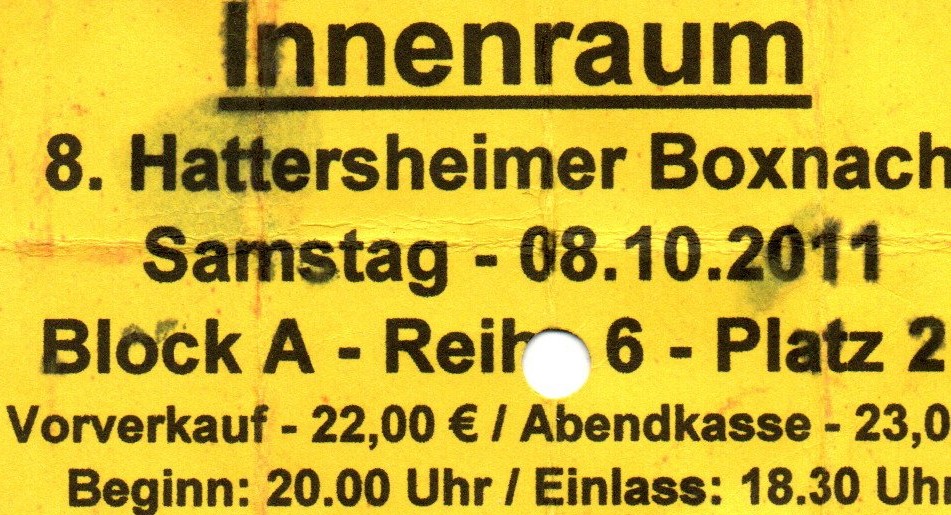 Innenraum
8. Hattersheimer Boxnach
Samstag - 08.10.2011
Block A - Reih 6 - Platz 2
Vorverkauf - 22,00 € / Abendkasse - 23,0
Beginn: 20.00 Uhr / Einlass: 18.30 Uh